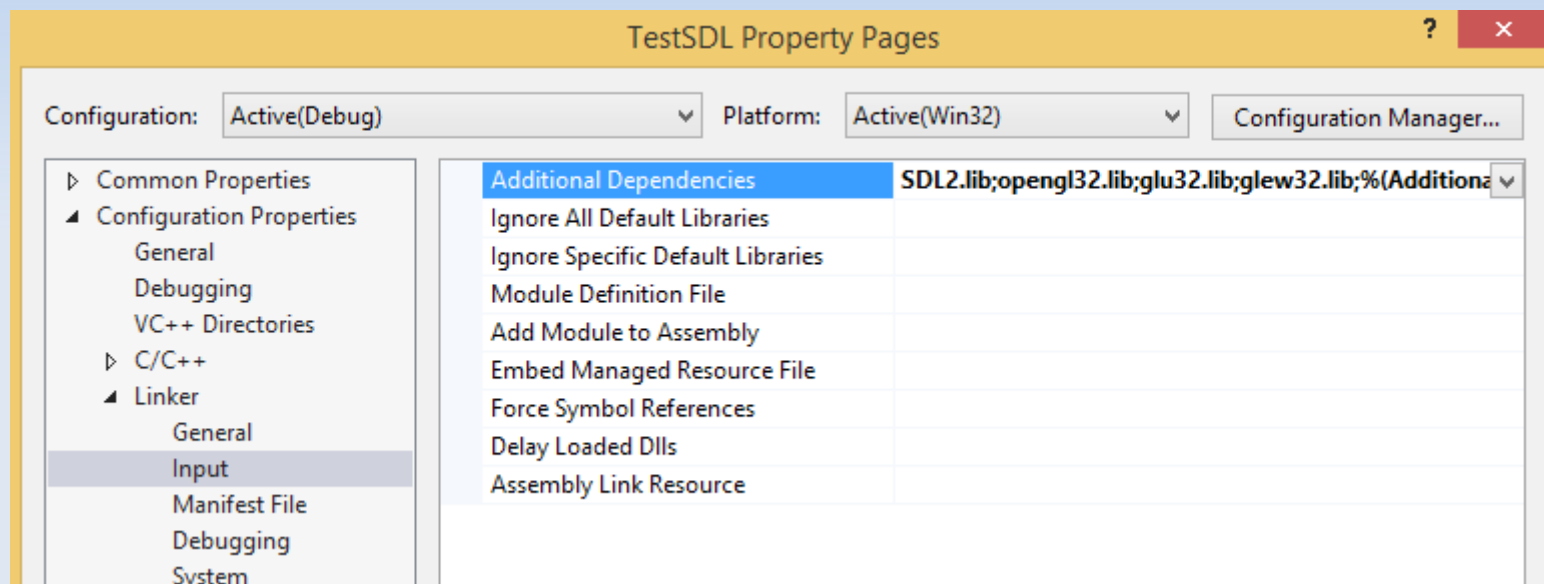 TestSDL Property Pages
?
Configuration: Active(Debug) Platform: Active(Win32) Configuration Manager...
Common Properties
Configuration Properties
General
Debugging
VC++ Directories
C/C++
Linker
General
Input
Manifest File
Debugging
System
Additional Dependencies SDL2.lib;opengl32.lib;glu32.lib;glew32.lib;%(Additiona
Ignore All Default Libraries
Ignore Specific Default Libraries
Module Definition File
Add Module to Assembly
Embed Managed Resource File
Force Symbol References
Delay Loaded Dlls
Assembly Link Resource